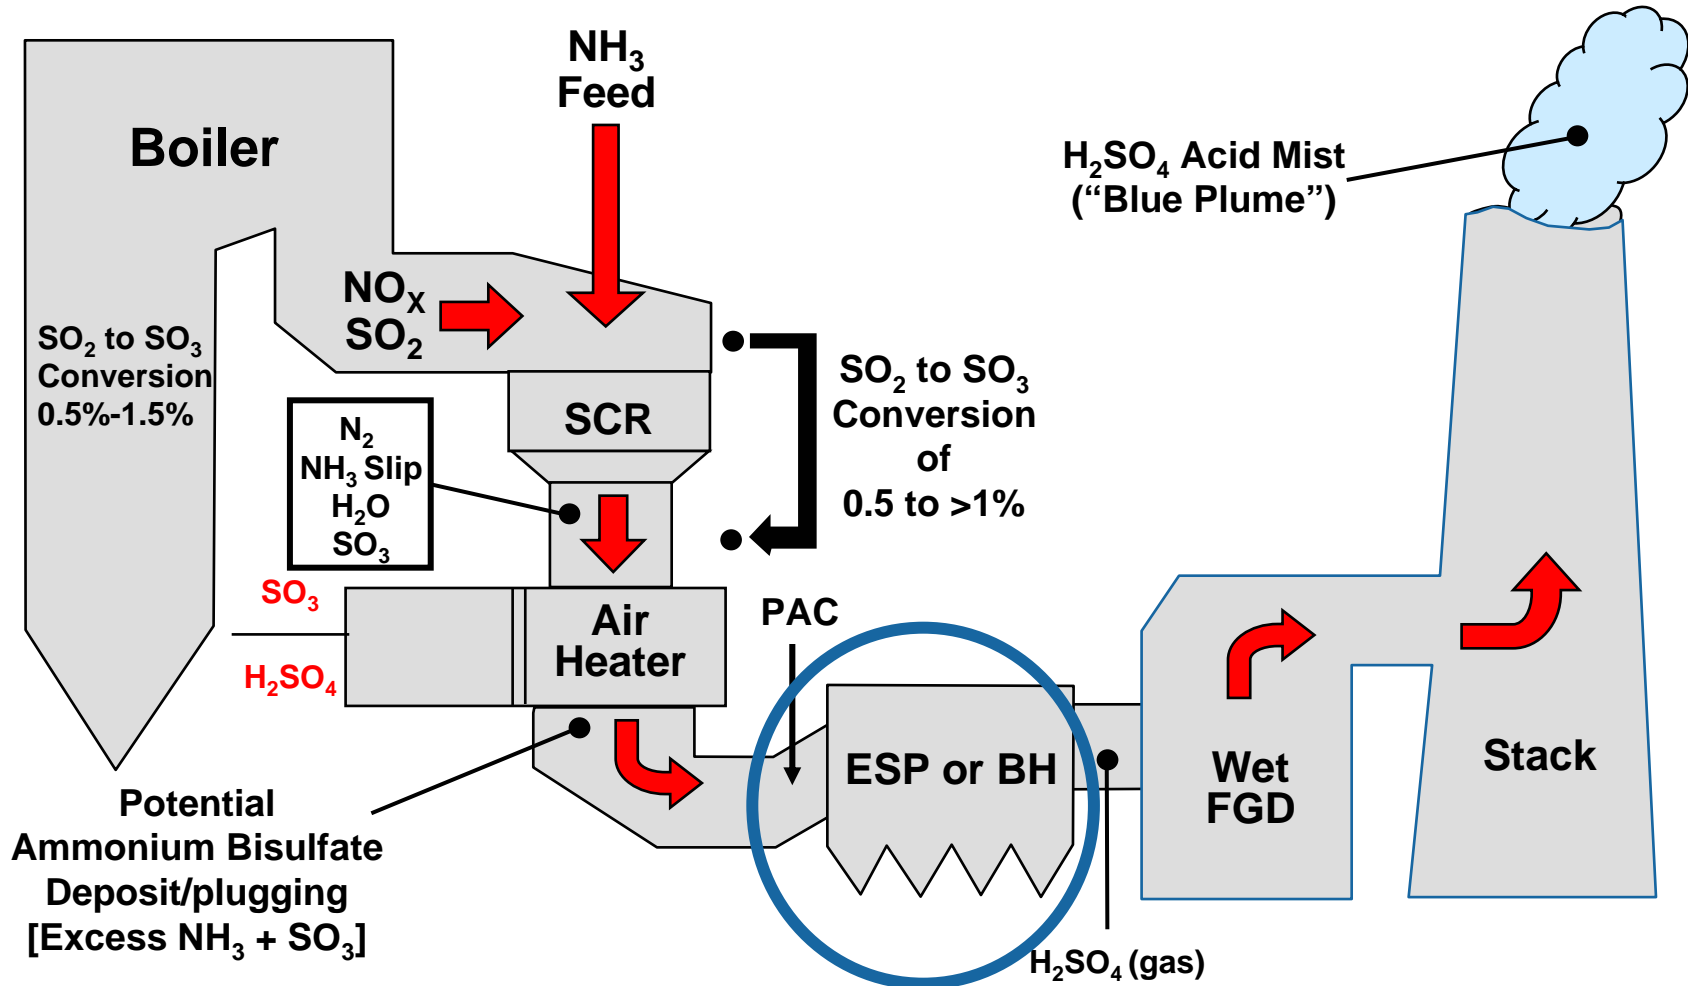 Boiler
NH₃
Feed
H₂SO₄ Acid Mist
(“Blue Plume”)
NOX
SO₂
SO₂ to SO₃
Conversion
0.5%-1.5%
SCR
SO₂ to SO₃
Conversion
of
0.5 to >1%
N₂
NH₃ Slip
H₂O
SO₃
SO₃
H₂SO₄
Air
Heater
PAC
ESP or BH
Wet
FGD
Stack
Potential
Ammonium Bisulfate
Deposit/plugging
[Excess NH₃ + SO₃]
H₂SO₄ (gas)